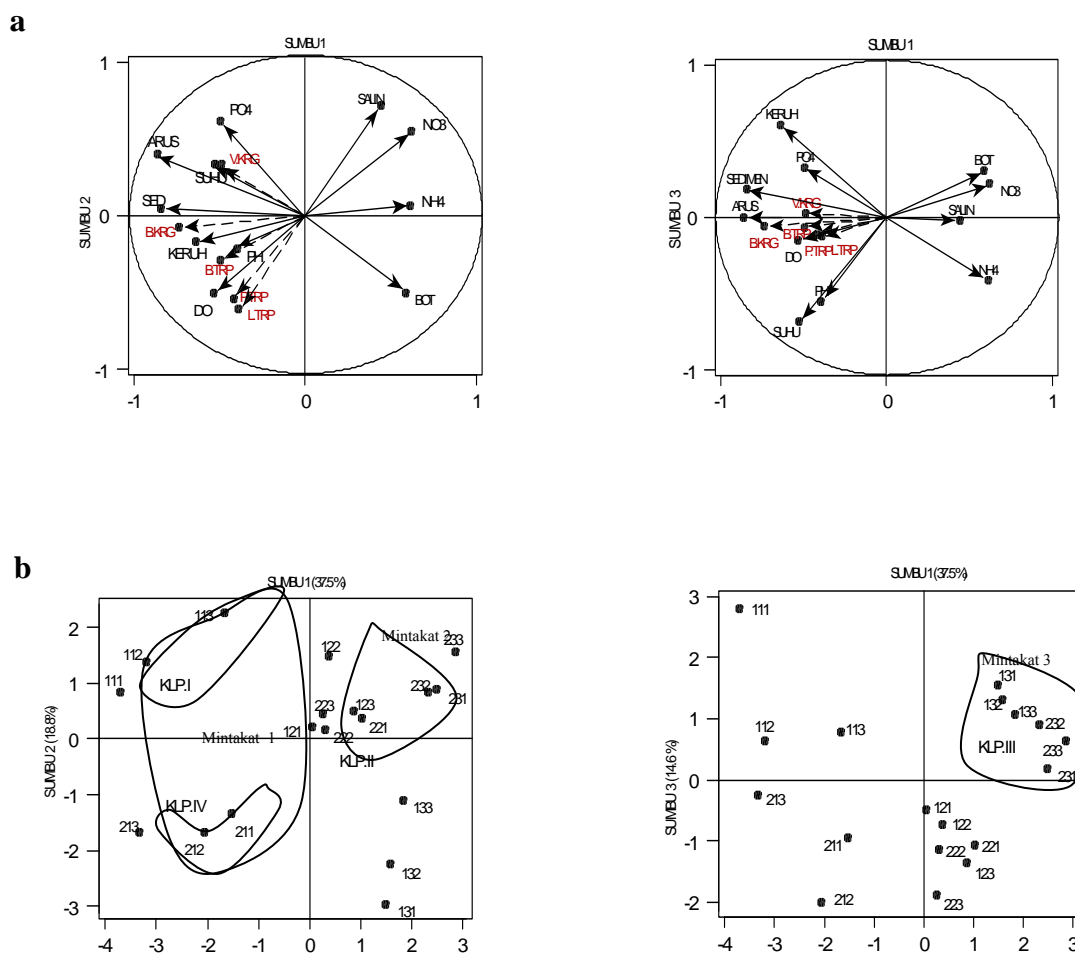 a
SUMBU 1
SUMBU 2
1
0
-1
-1
0
1
SALIN
NO3
PO4
ARUS
V.KRG
SUHU
SED
NH4
BKRG
KERUH
PH
BTRP
DO
LTRP
BOT
SUMBU 1
SUMBU 3
1
0
-1
-1
0
1
KERUH
PO4
BOT
SEDIMEN
NO3
V.KRG
ARUS
SALIN
BKRG
BTRP
P.TRP
LTRP
DO
NH4
PH
SUHU
b
SUMBU 1 (37.5%)
SUMBU 2 (18.8%)
2
1
0
-1
-2
-3
-4
-3
-2
-1
0
1
2
3
113
Mintakat 2
233
112
122
111
KLP.I
232
231
223
123
121
222
221
Mintakat 1
KLP.II
KLP.IV
133
213
211
212
132
131
SUMBU 1 (37.5%)
SUMBU 3 (14.6 %)
3
2
1
0
-1
-2
-4
-3
-2
-1
0
1
2
3
111
Mintakat 3
131
132
133
232
112
113
KLP.III
233
231
213
121
122
211
222
221
123
212
223